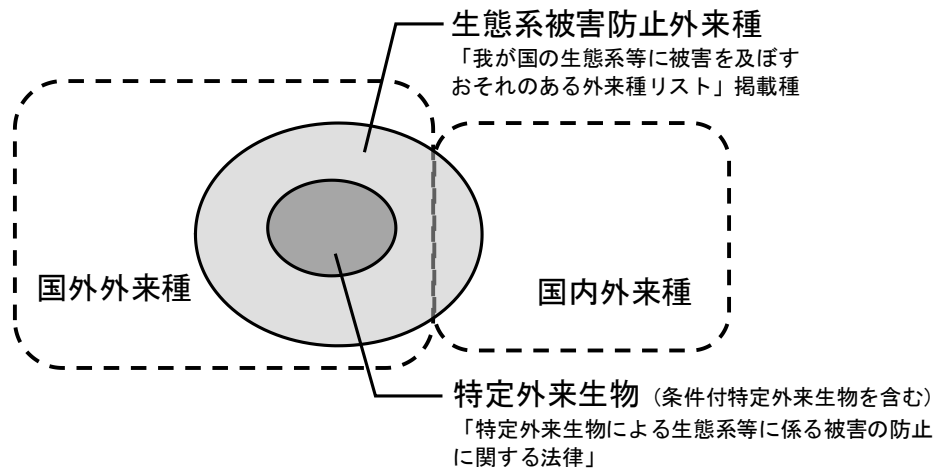 生態系被害防止外来種
「我が国の生態系等に被害を及ぼす
おそれのある外来種リスト」掲載種
国外外来種
国内外来種
特定外来生物（条件付特定外来生物を含む）
「特定外来生物による生態系等に係る被害の防止
に関する法律」